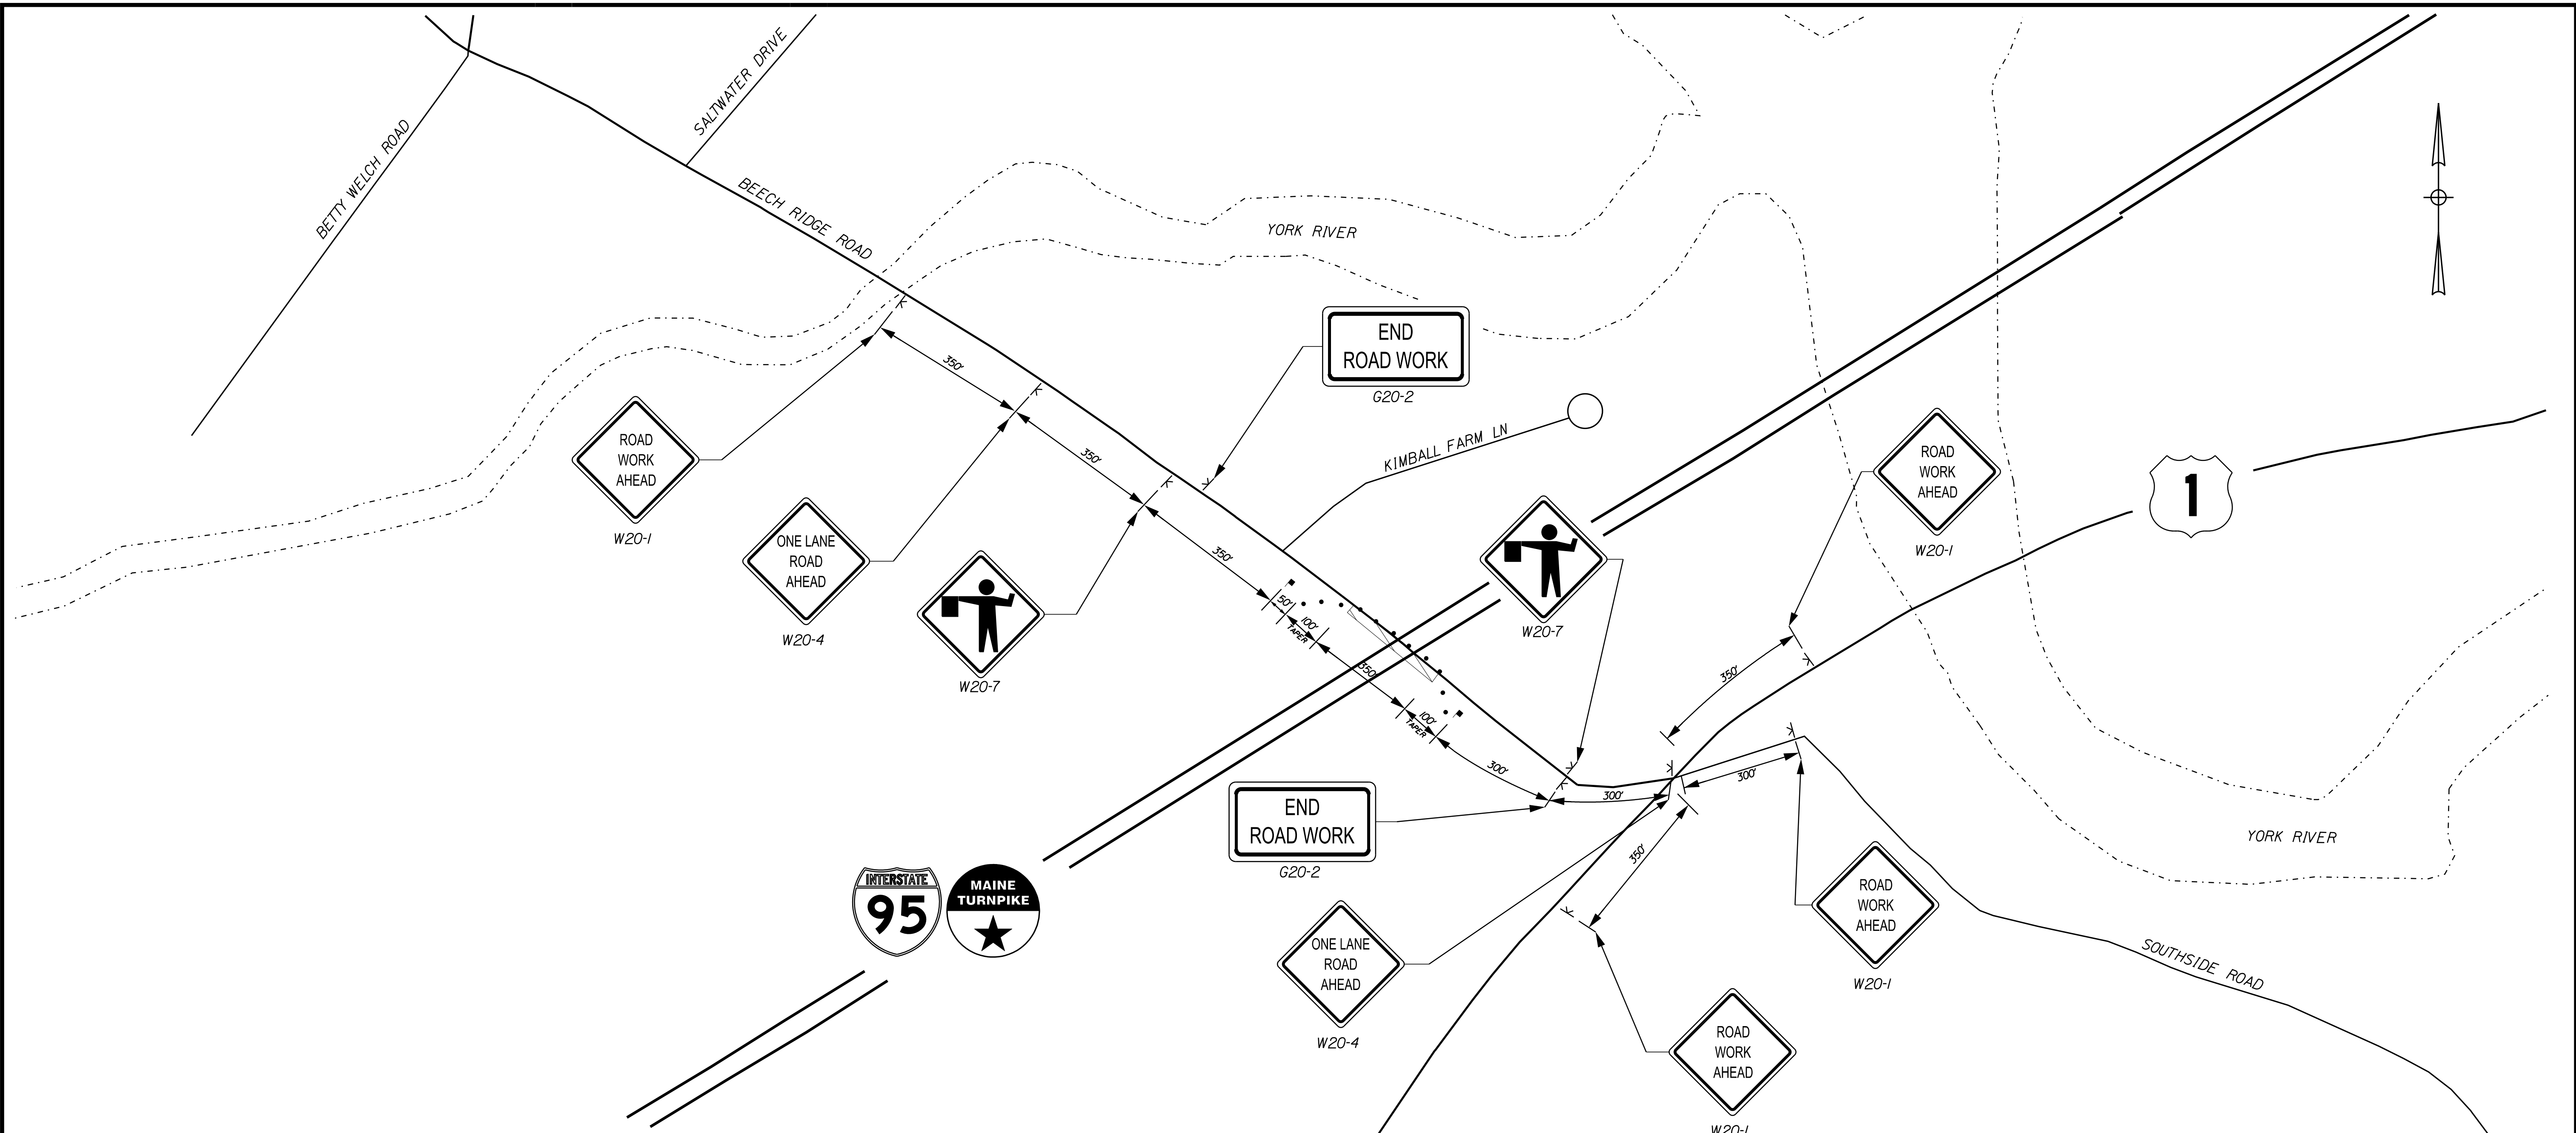 SALTWATER DRIVE
BETTY WELCH ROAD
BEECH RIDGE ROAD
YORK RIVER
END
ROAD WORK
G20-2
350'
350'
350'
KIMBALL FARM LN
ROAD
WORK
AHEAD
W20-1
ONE LANE
ROAD
AHEAD
W20-4
W20-7
W20-7
ROAD
WORK
AHEAD
W20-1
1
50'
100'
TAPER
350'
100'
TAPER
300'
300'
350'
300'
350'
END
ROAD WORK
G20-2
YORK RIVER
INTERSTATE
95
MAINE
TURNPIKE
ONE LANE
ROAD
AHEAD
W20-4
ROAD
WORK
AHEAD
W20-1
SOUTHSIDE ROAD
ROAD
WORK
AHEAD
W20-1